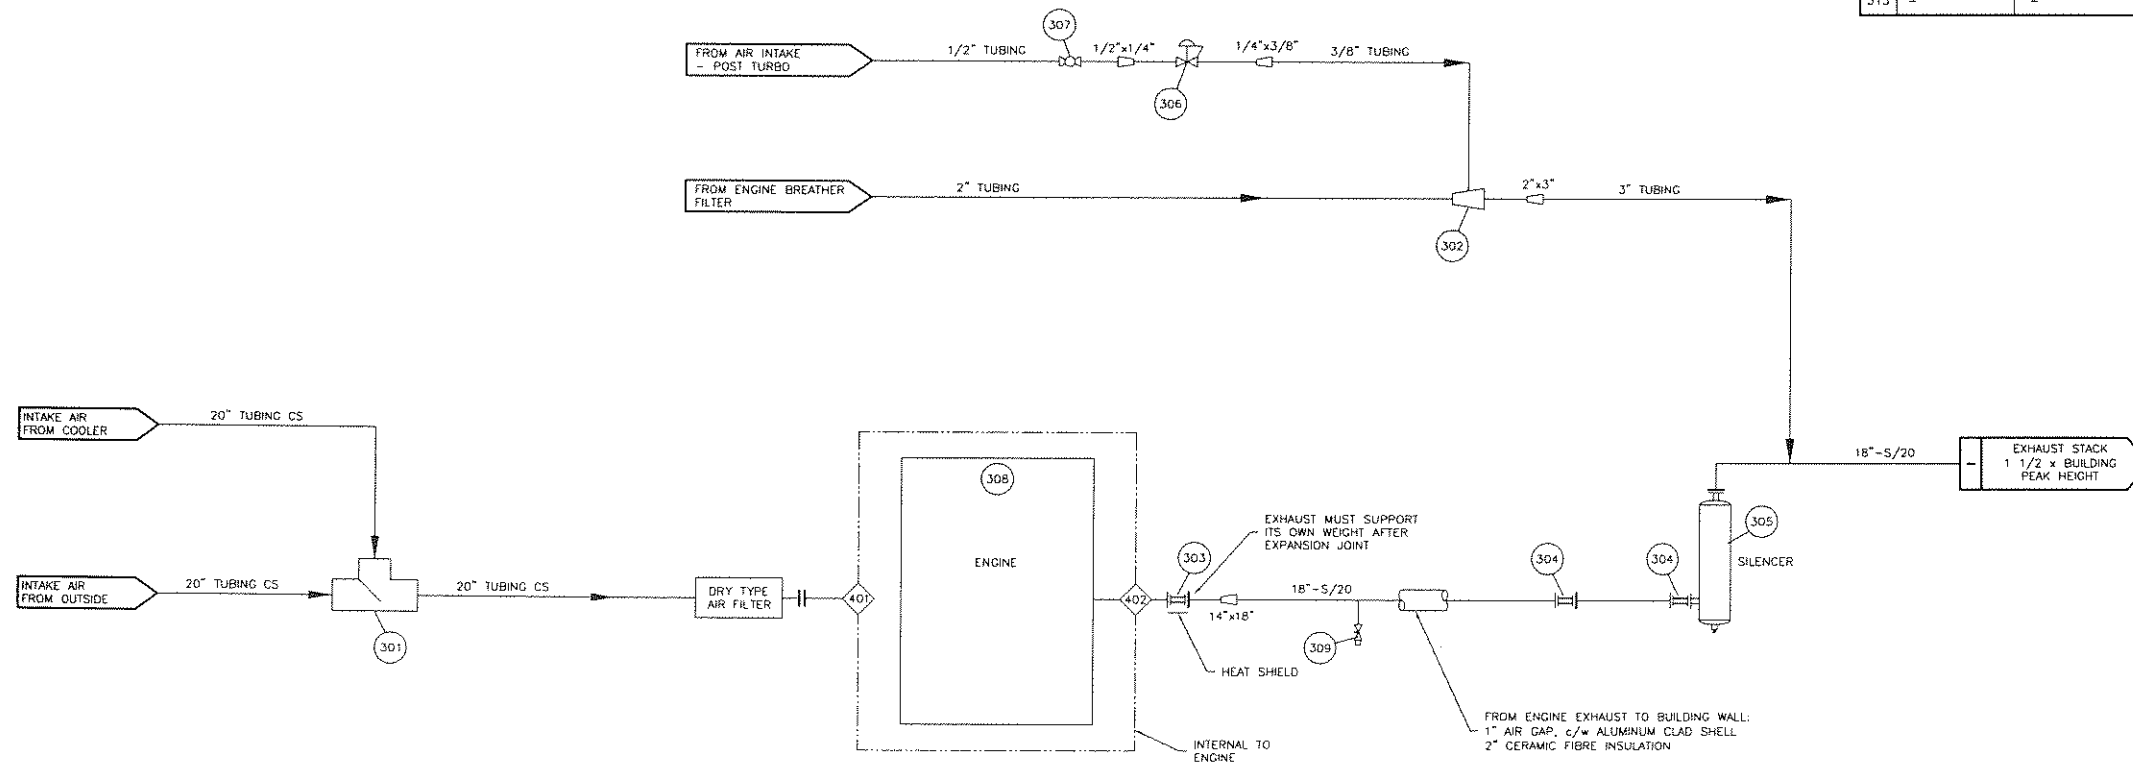 313
307
FROM AIR INTAKE
- POST TURBO
1/2" TUBING
1/2"x1/4"
1/4"x3/8"
3/8" TUBING
306
FROM ENGINE BREATHER
FILTER
2" TUBING
2"x3"
3" TUBING
302
INTAKE AIR
FROM COOLER
20" TUBING CS
18"-S/20
-
EXHAUST STACK
1 1/2 x BUILDING
PEAK HEIGHT
308
EXHAUST MUST SUPPORT
ITS OWN WEIGHT AFTER
EXPANSION JOINT
305
SILENCER
303
304
304
ENGINE
INTAKE AIR
FROM OUTSIDE
20" TUBING CS
20" TUBING CS
DRY TYPE
AIR FILTER
401
402
18"-S/20
14"x18"
301
309
HEAT SHIELD
FROM ENGINE EXHAUST TO BUILDING WALL:
1" AIR GAP, c/w ALUMINUM CLAD SHELL
2" CERAMIC FIBRE INSULATION
INTERNAL TO
ENGINE